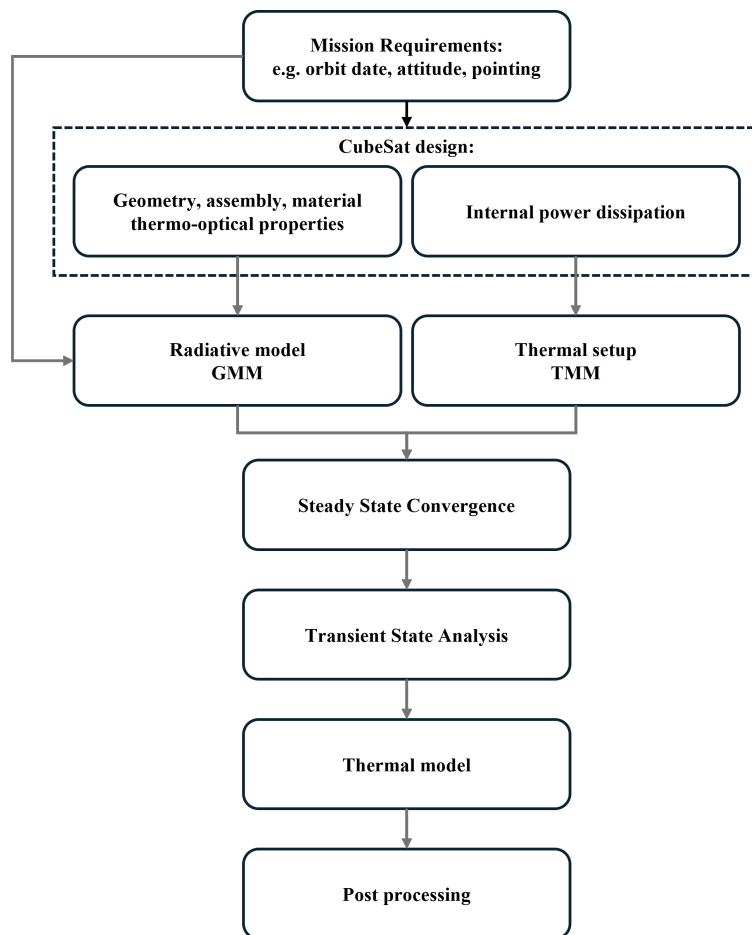 Mission Requirements:
e.g. orbit date, attitude, pointing
CubeSat design:
Geometry, assembly, material
thermo-optical properties
Internal power dissipation
Radiative model
GMM
Thermal setup
TMM
Steady State Convergence
Transient State Analysis
Thermal model
Post processing